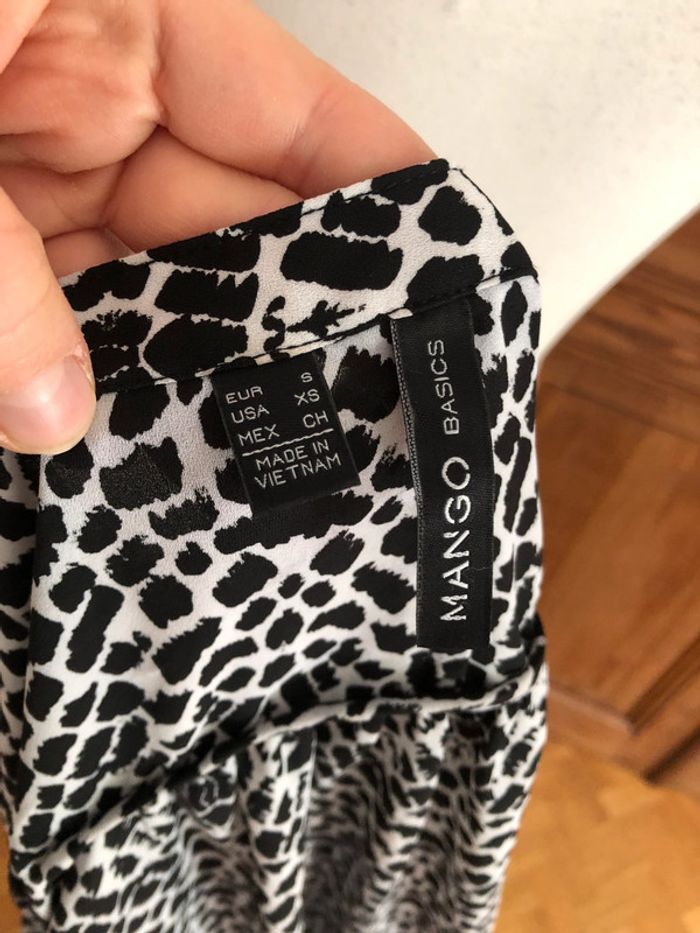 EUR S
USA XS
MEX CH
MADE IN
VIETNAM
MANGO BASICS